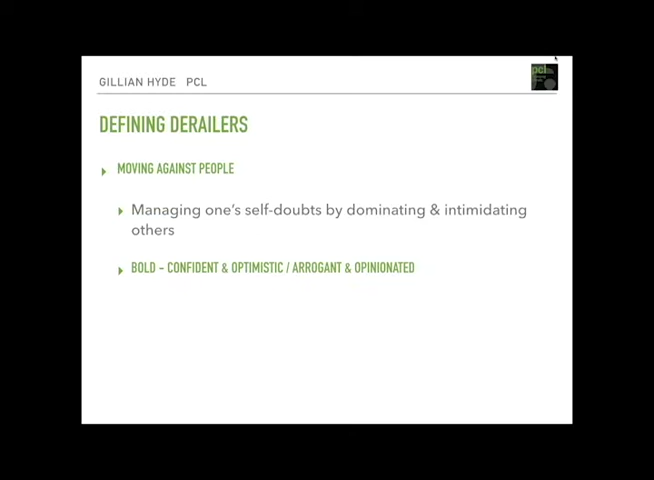 GILLIAN HYDE PCL
pcl
DEFINING DERAILERS
MOVING AGAINST PEOPLE
Managing one's self-doubts by dominating & intimidating
others
BOLD – CONFIDENT & OPTIMISTIC / ARROGANT & OPINIONATED